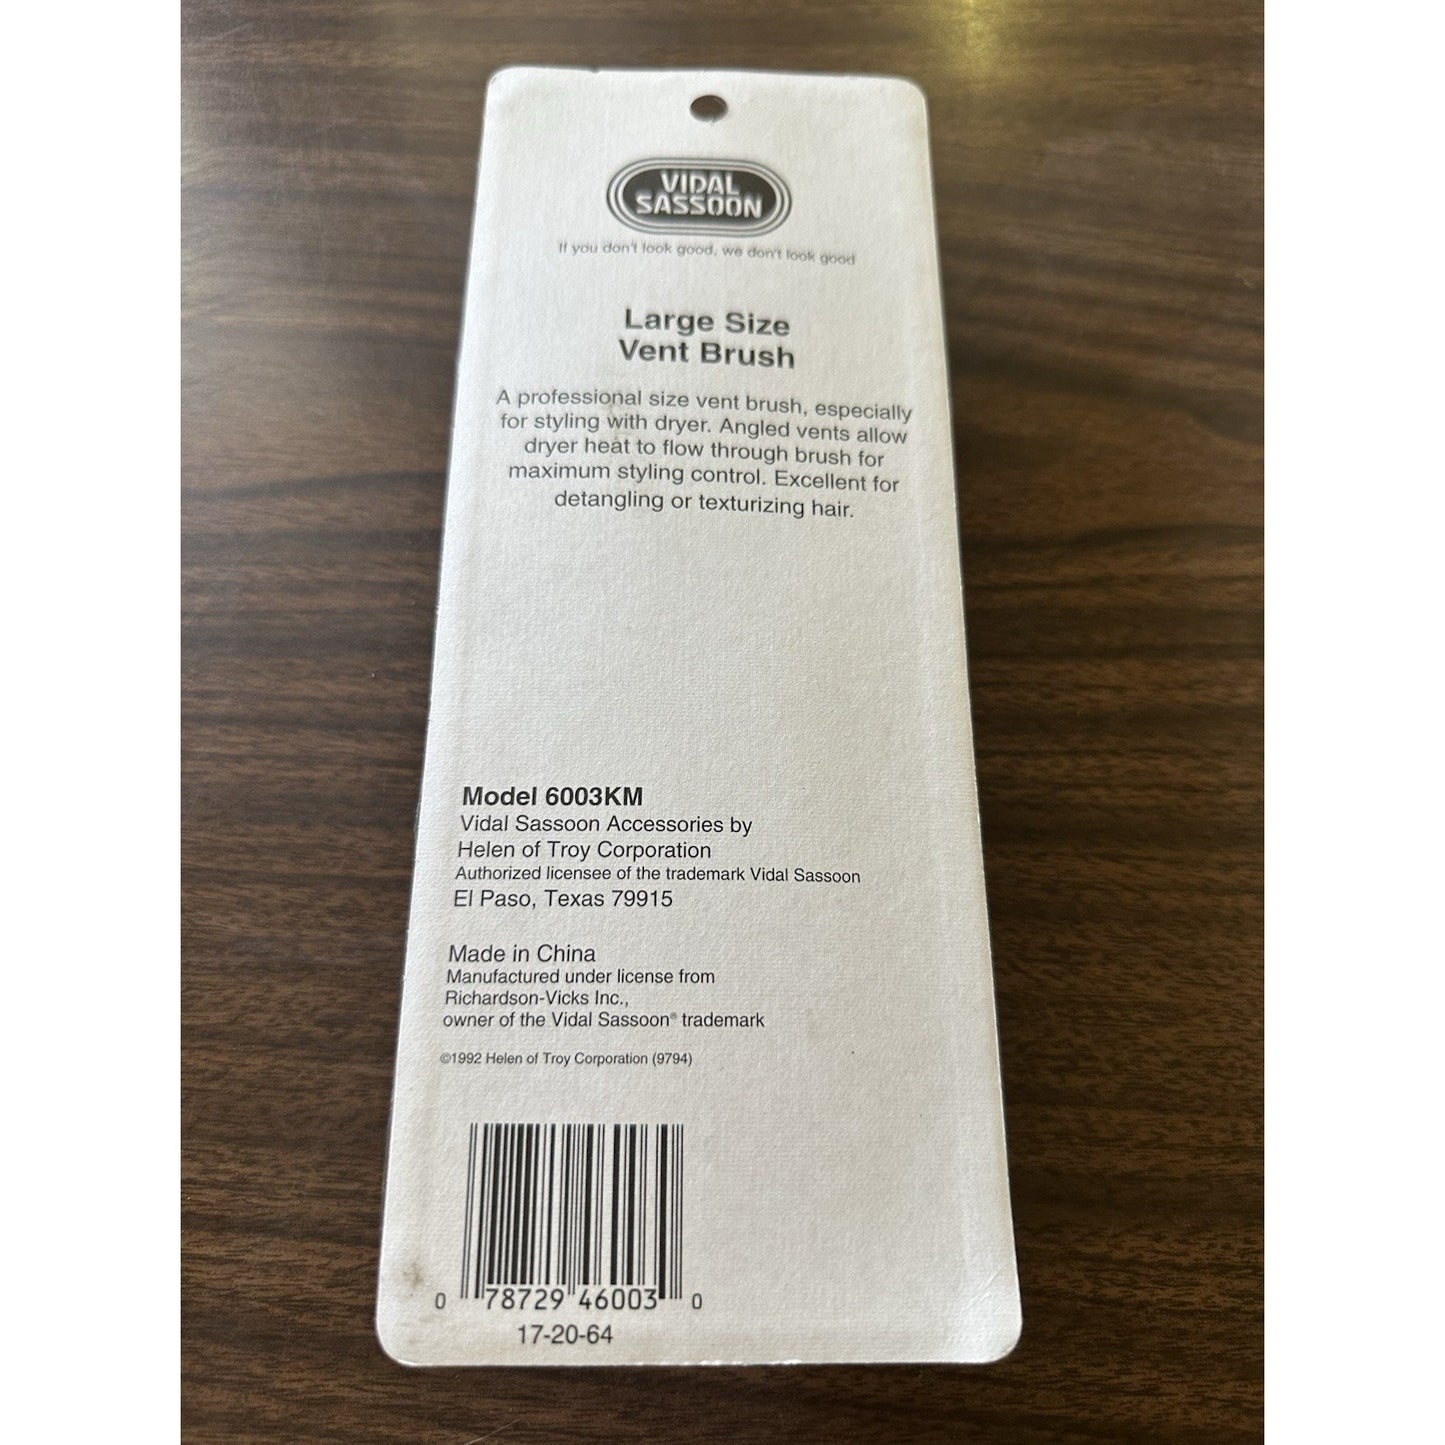 VIDAL
SASSOON
If you don't look good, we don't look good
Large Size
Vent Brush
A professional size vent brush, especially
for styling with dryer. Angled vents allow
dryer heat to flow through brush for
maximum styling control. Excellent for
detangling or texturizing hair.
Model 6003KM
Vidal Sassoon Accessories by
Helen of Troy Corporation
Authorized licensee of the trademark Vidal Sassoon
El Paso, Texas 79915
Made in China
Manufactured under license from
Richardson-Vicks Inc.,
owner of the Vidal Sassoon® trademark
©1992 Helen of Troy Corporation (9794)
0 78729 46003 0
17-20-64